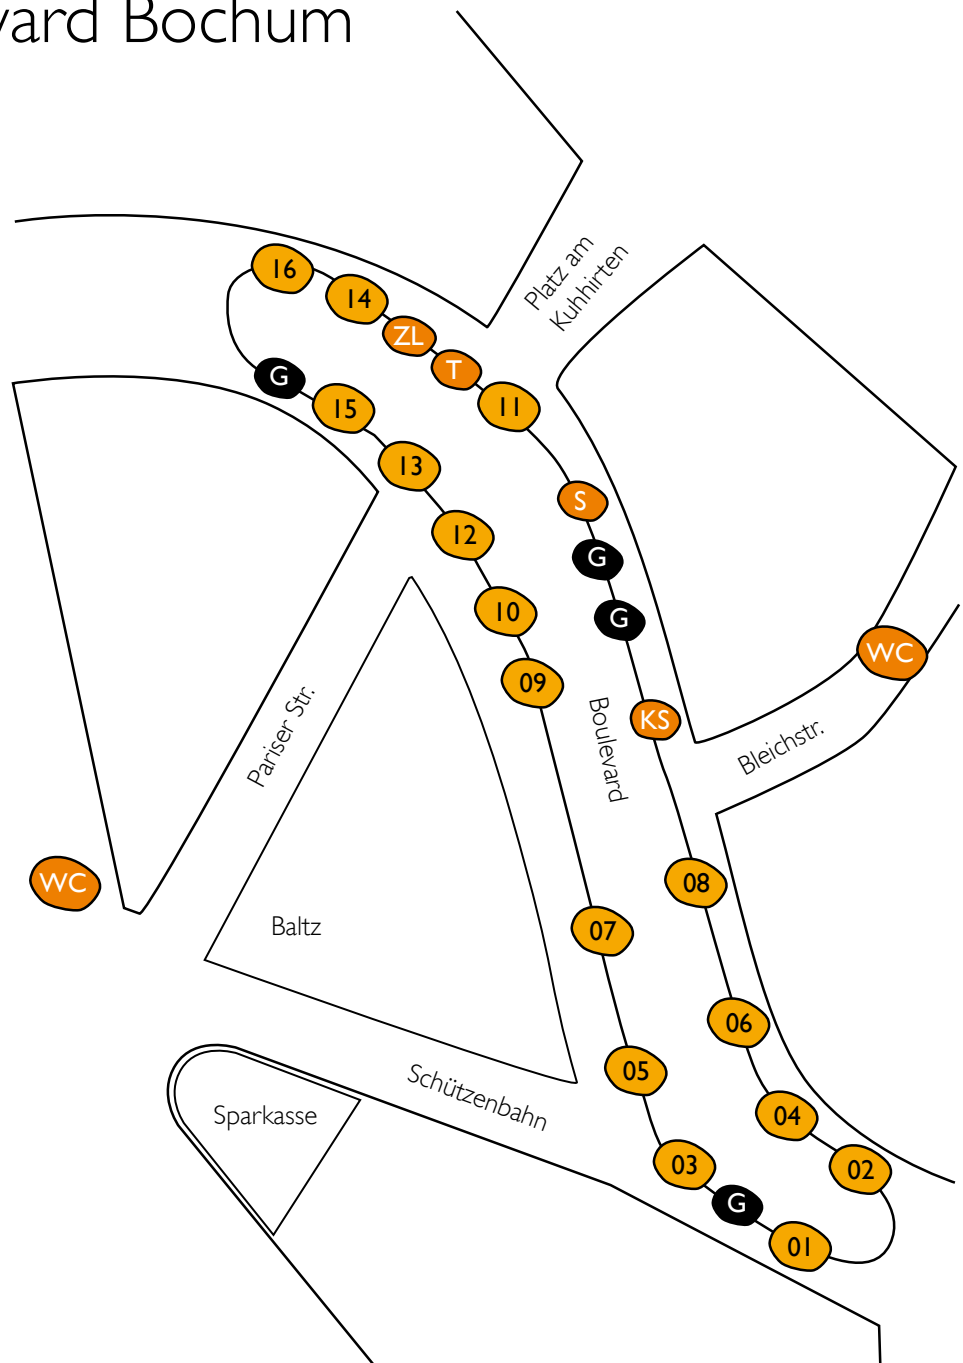 vard Bochum
Platz am
Kuhhirten
16
14
ZL
T
11
G
15
13
S
12
G
10
G
09
WC
KS
Boulevard
Bleichstr.
Pariser Str.
WC
08
Baltz
07
06
05
Schützenbahn
Sparkasse
04
03
02
G
01